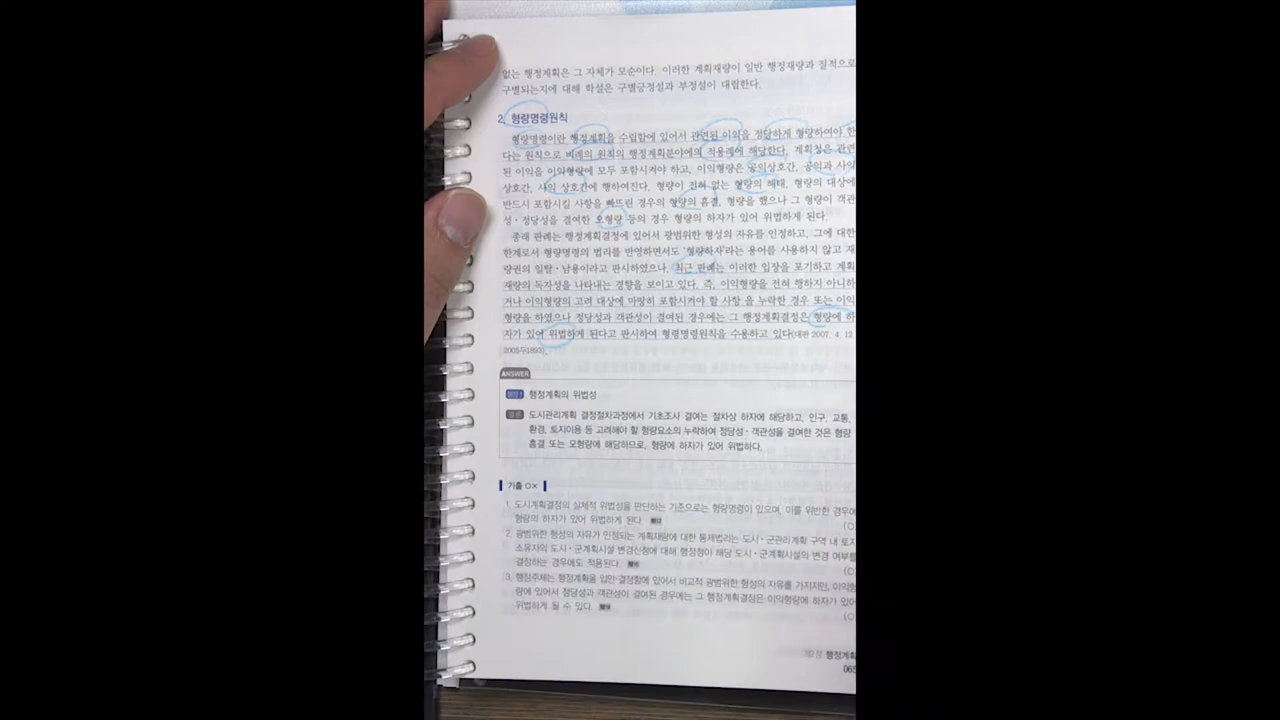 없는 행정계획은 그 자체가 모순이다. 이러한 계획재량이 일반 행정재량과 질적으로
구별되는지에 대해 학설은 구별긍정설과 부정설이 대립한다.
2. 형량명령원칙
형량명령이란 행정계획을 수립함에 있어서 관련된 이익을 정당하게 형량하여야 한
다는 원칙으로 비례의 원칙의 행정계획분야에의 적용례에 해당한다. 계획청은 관련
된 이익을 이익형량에 모두 포함시켜야 하고, 이익형량은 공익상호간, 공익과 사익
상호간, 사익 상호간에 행하여진다. 형량이 전혀 없는 형량의 해태, 형량의 대상에
반드시 포함시킬 사항을 빠뜨린 경우의 형량의 흠결, 형량을 했으나 그 형량이 객관
성·정당성을 결여한 오형량 등의 경우 형량의 하자가 있어 위법하게 된다.
종래 판례는 행정계획결정에 있어서 광범위한 형성의 자유를 인정하고, 그에 대한
한계로서 형량명령의 법리를 반영하면서도 '형량하자'라는 용어를 사용하지 않고 재
량권의 일탈·남용이라고 판시하였으나, 최근 판례는 이러한 입장을 포기하고 계획
재량의 독자성을 나타내는 경향을 보이고 있다. 즉, 이익형량을 전혀 행하지 아니하
거나 이익형량의 고려 대상에 마땅히 포함시켜야 할 사항 을 누락한 경우 또는 이익
형량을 하였으나 정당성과 객관성이 결여된 경우에는 그 행정계획결정은 형량에 하
자가 있어 위법하게 된다고 판시하여 형량명령원칙을 수용하고 있다(대판 2007. 4. 12,
2005두1893).
ANSWER
행정계획의 위법성
도시관리계획 결정절차과정에서 기초조사 결여는 절차상 하자에 해당하고, 인구, 교통,
환경, 토지이용 등 고려해야 할 형량요소의 누락하여 정당성·객관성을 결여한 것은 형량
흠결 또는 오형량에 해당하므로, 형량에 하자가 있어 위법하다.
기출 ○×
1. 도시계획결정의 실체적 위법성을 판단하는 기준으로는 형량명령이 있으며, 이를 위반한 경우에
형량의 하자가 있어 위법하게 된다.
(○
2. 광범위한 형성의 자유가 인정되는 계획재량에 대한 통제법리는 도시·군관리계획 구역 내 토지
소유자의 도시·군계획시설 변경신청에 대해 행정청이 해당 도시·군계획시설의 변경 여부를
결정하는 경우에도 적용된다.
(○
3. 행정주체는 행정계획을 입안·결정함에 있어서 비교적 광범위한 형성의 자유를 가지지만, 이익형
량에 있어서 정당성과 객관성이 결여된 경우에는 그 행정계획결정은 이익형량에 하자가 있어
위법하게 될 수 있다.
(○
행정계획
065